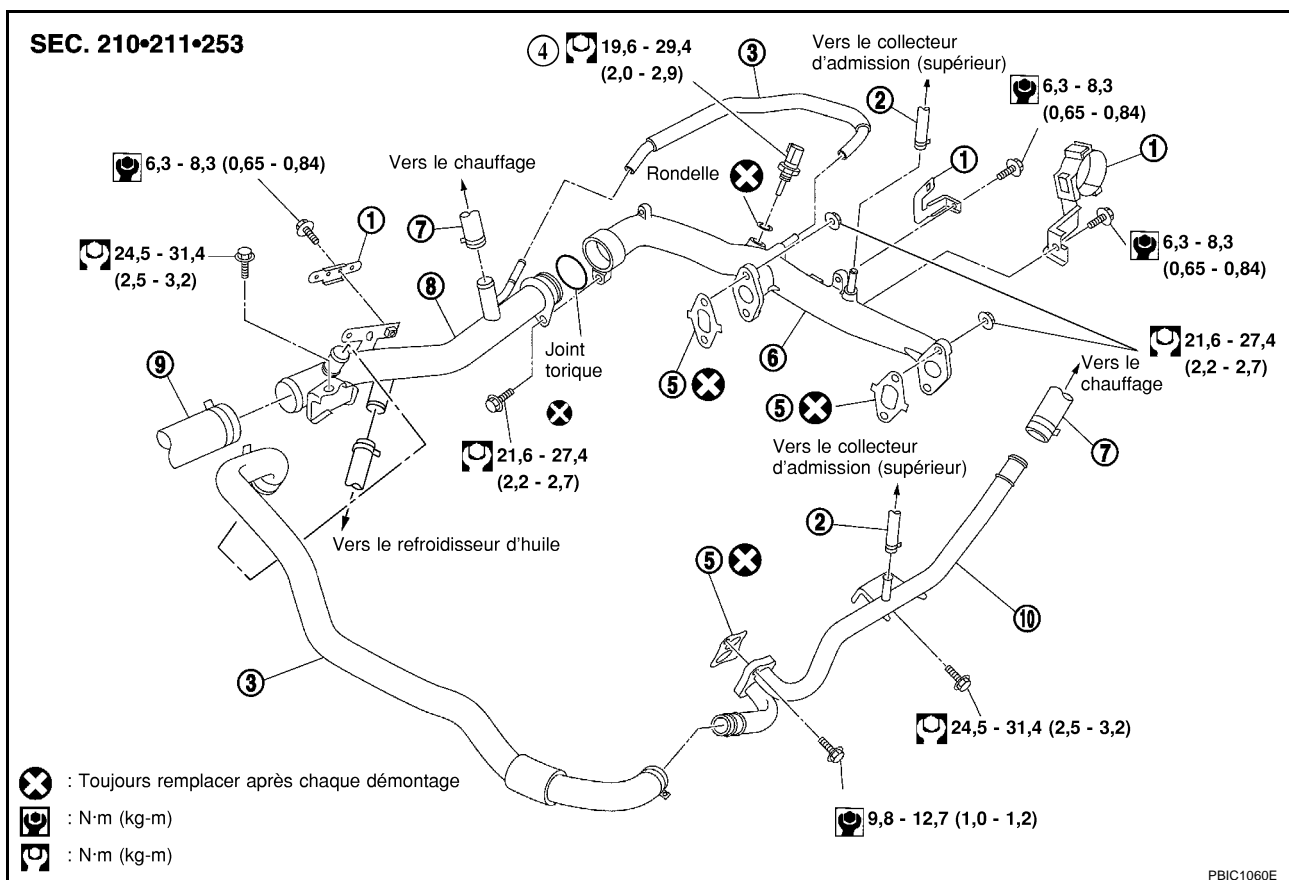 SEC. 210•211•253
④ 19,6 - 29,4
(2,0 - 2,9)
③
Vers le collecteur
d'admission (supérieur)
②
6,3 - 8,3
(0,65 - 0,84)
①
①
6,3 - 8,3 (0,65 - 0,84)
Vers le chauffage
Rondelle
①
⑦
24,5 - 31,4
(2,5 - 3,2)
6,3 - 8,3
(0,65 - 0,84)
⑧
Joint
torique
⑥
21,6 - 27,4
(2,2 - 2,7)
⑨
⑤
⑤
Vers le
chauffage
⑦
21,6 - 27,4
(2,2 - 2,7)
Vers le collecteur
d'admission (supérieur)
②
Vers le refroidisseur d'huile
⑤
⑩
③
24,5 - 31,4 (2,5 - 3,2)
: Toujours remplacer après chaque démontage
: N·m (kg-m)
9,8 - 12,7 (1,0 - 1,2)
: N·m (kg-m)
PBIC1060E